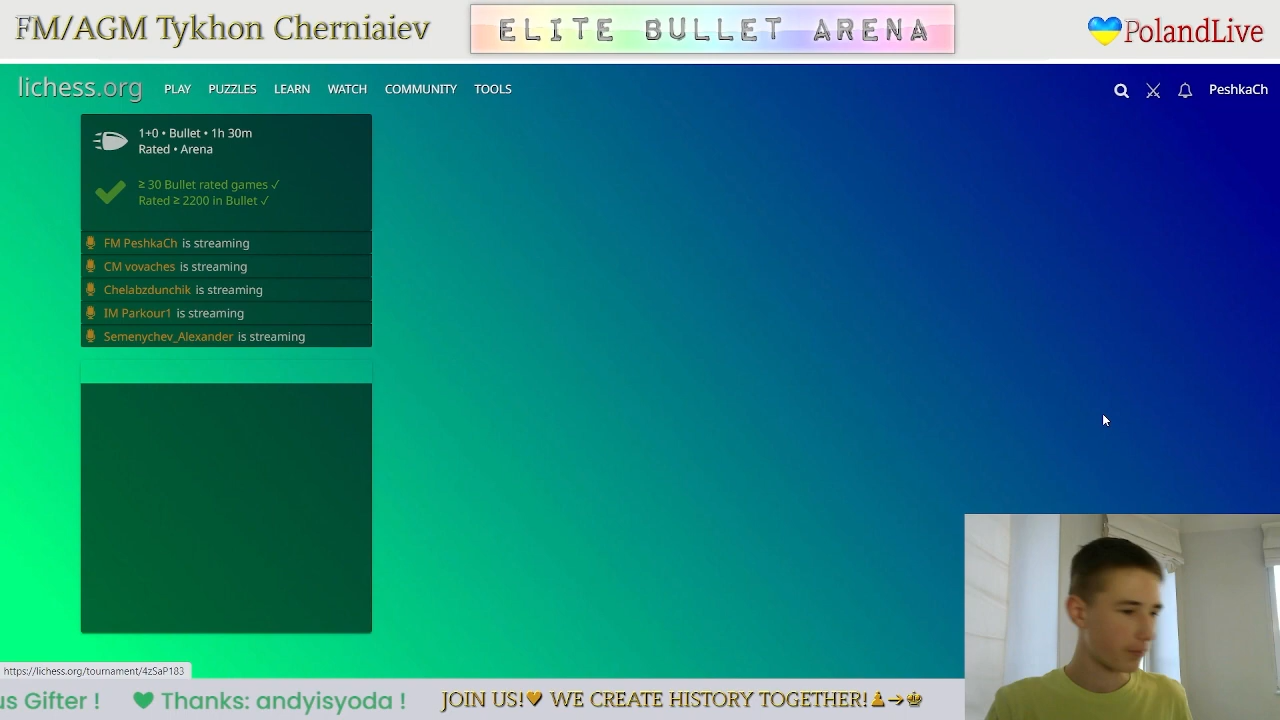 FM/AGM Tykhon Cherniaiev
ELITE BULLET ARENA
PolandLive
lichess.org PLAY PUZZLES LEARN WATCH COMMUNITY TOOLS PeshkaCh
1+0 • Bullet • 1h 30m
Rated • Arena
≥ 30 Bullet rated games ✓
Rated ≥ 2200 in Bullet ✓
FM PeshkaCh is streaming
CM vovaches is streaming
Chelabzdunchik is streaming
IM Parkour1 is streaming
Semenychev_Alexander is streaming
https://lichess.org/tournament/4zSaP183
us Gifter ! Thanks: andyisyoda ! JOIN US! WE CREATE HISTORY TOGETHER!